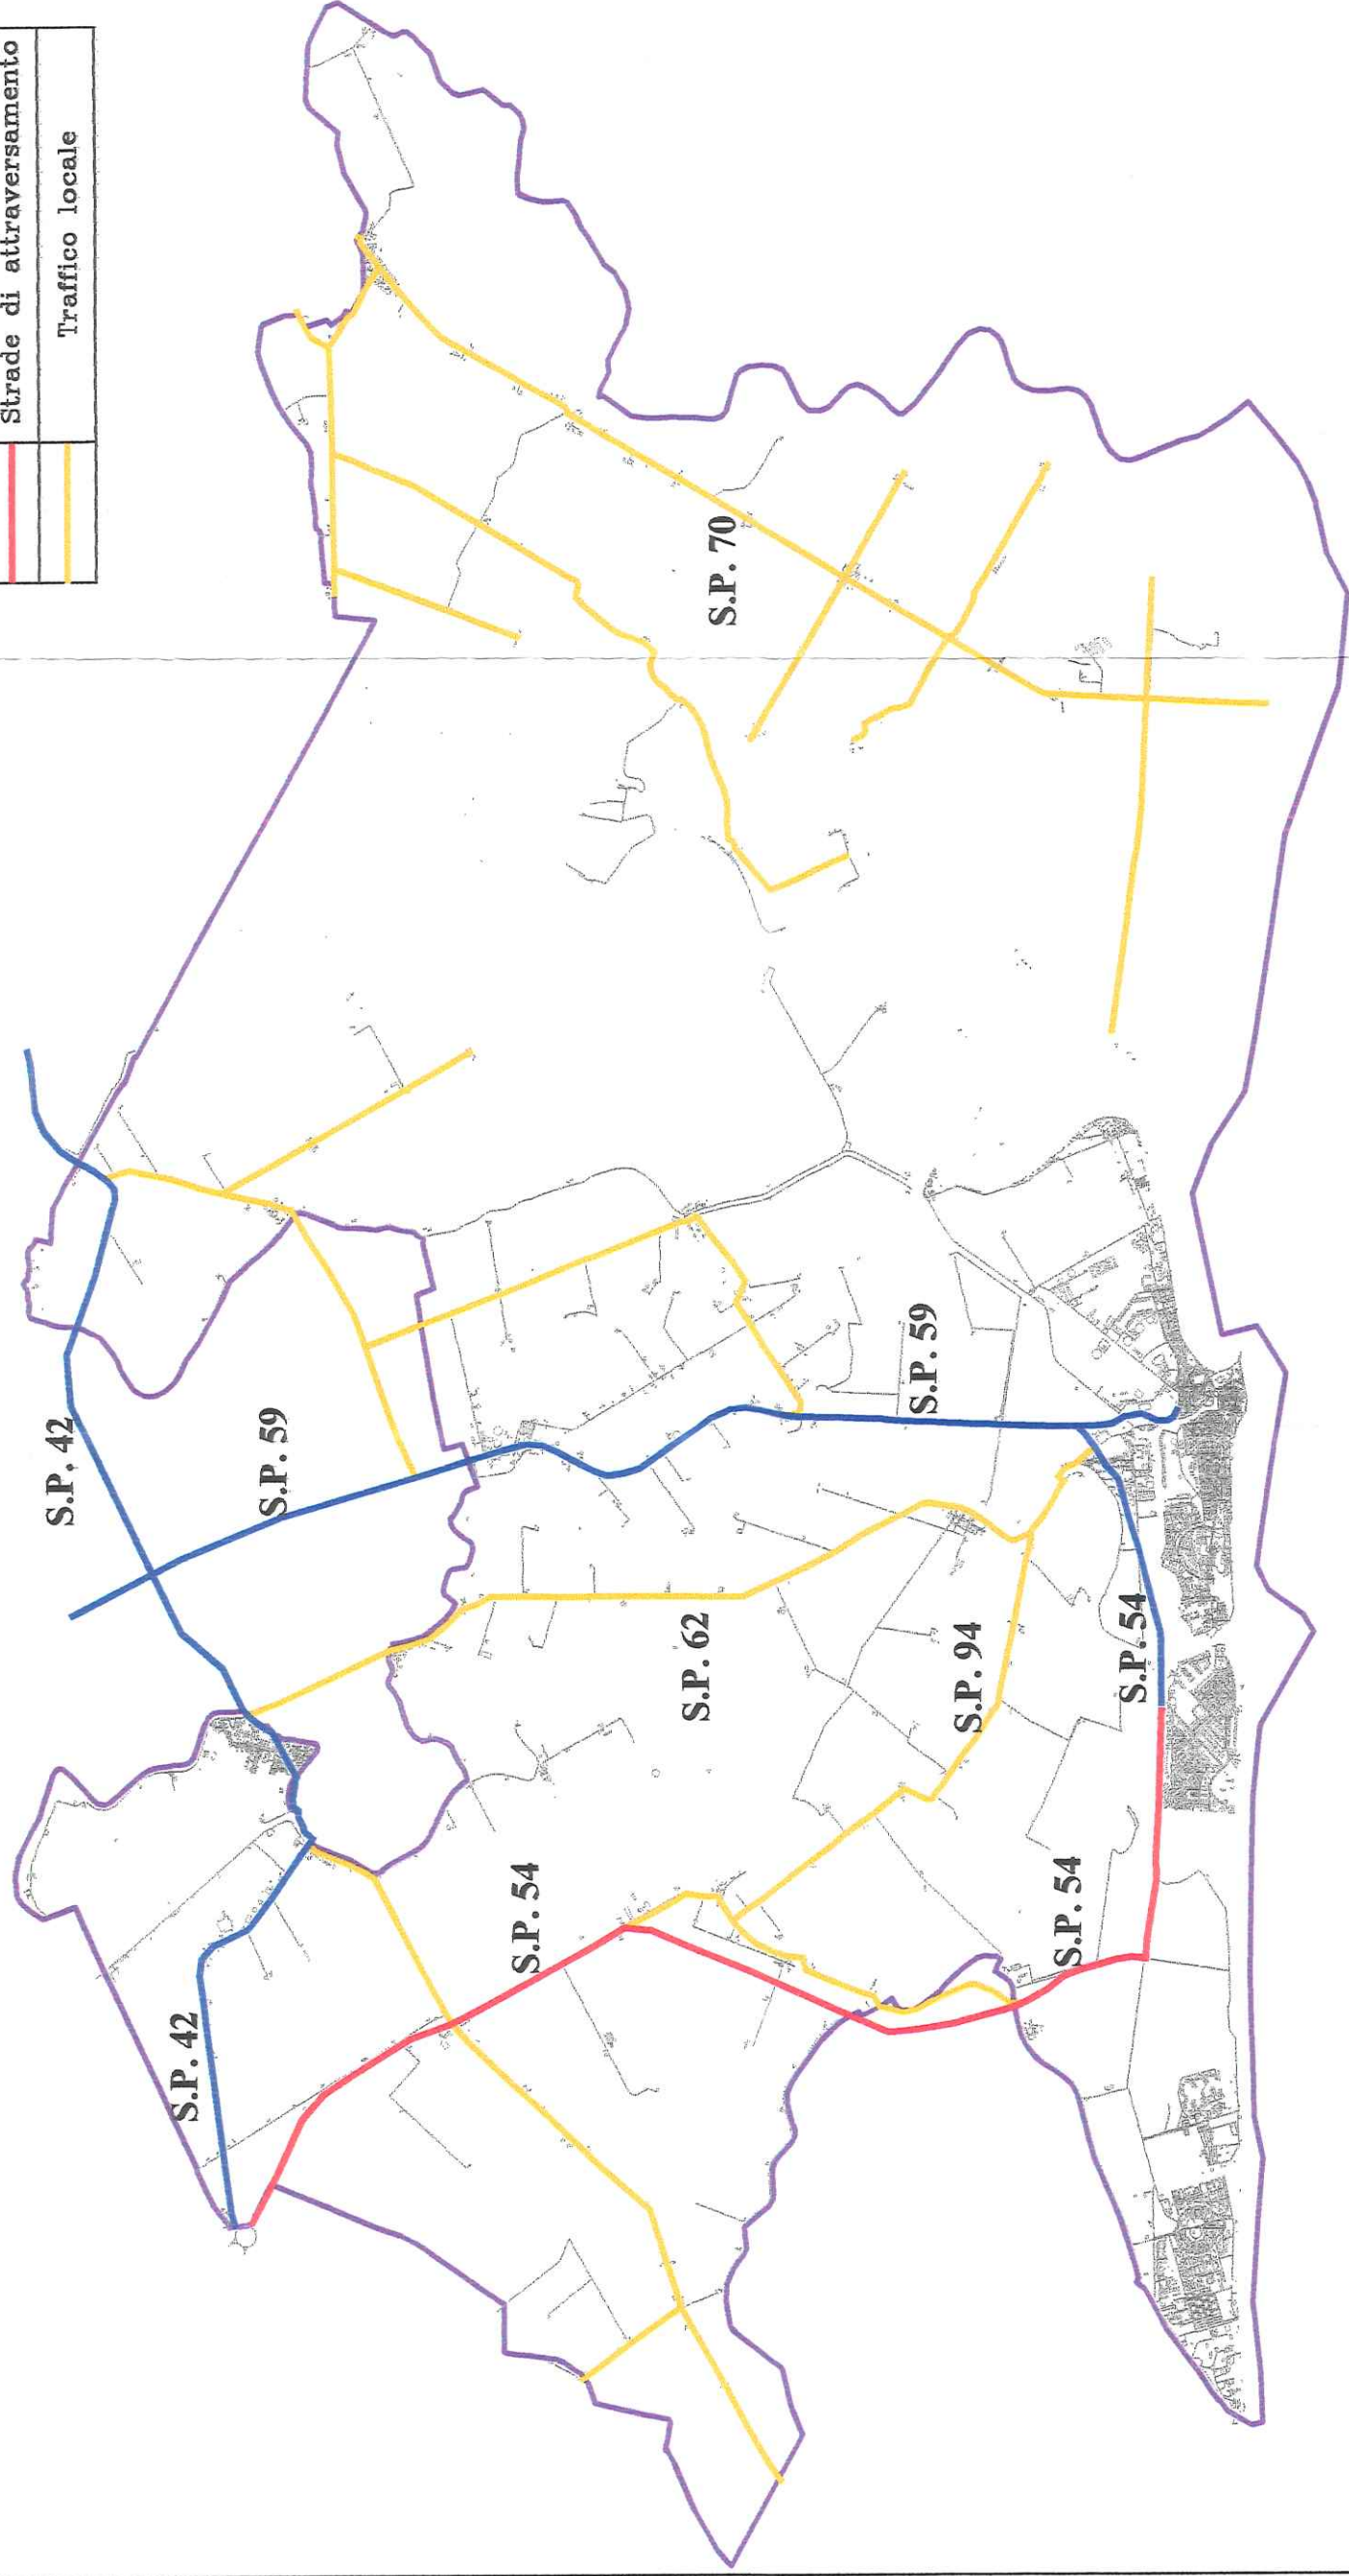 Strade di attraversamento
Traffico locale
S.P. 42
S.P. 59
S.P. 70
S.P. 59
S.P. 62
S.P. 94
S.P. 54
S.P. 54
S.P. 54
S.P. 42